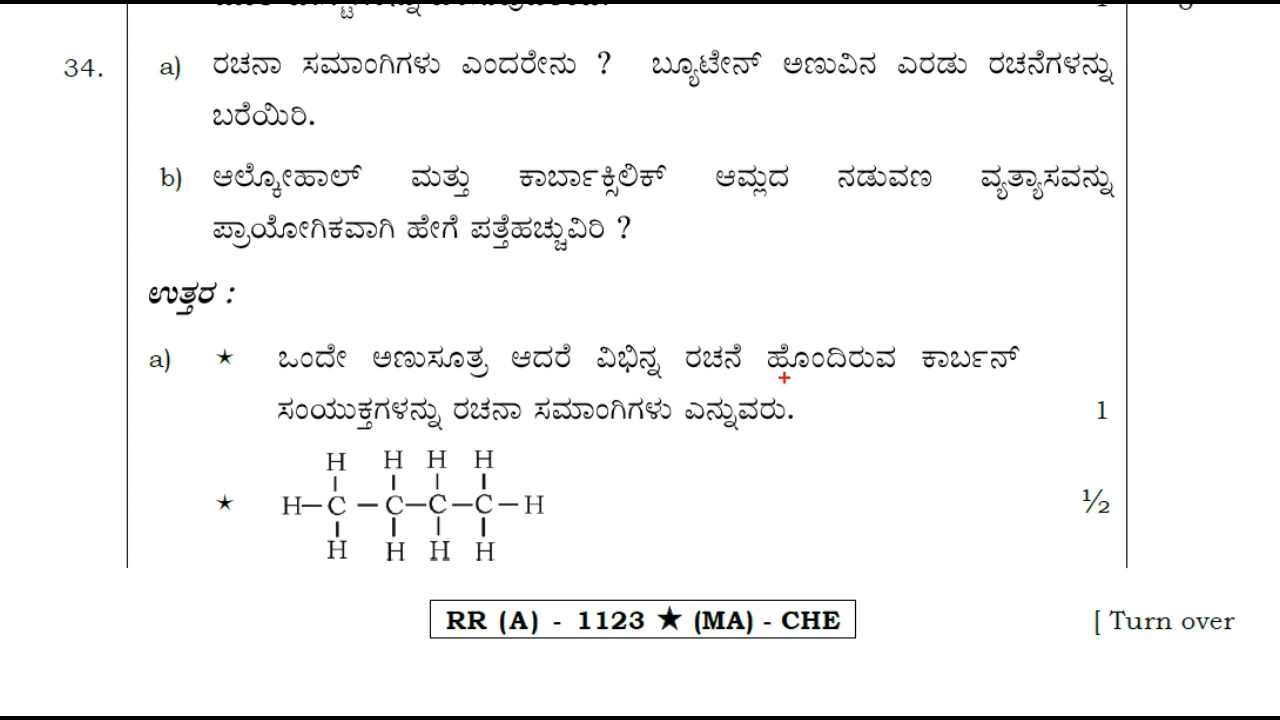 34. a) ರಚನಾ ಸಮಾಂಗಿಗಳು ಎಂದರೇನು ? ಬ್ಯೂಟೇನ್ ಅಣುವಿನ ಎರಡು ರಚನೆಗಳನ್ನು
ಬರೆಯಿರಿ.
b) ಆಲ್ಕೋಹಾಲ್ ಮತ್ತು ಕಾರ್ಬಾಕ್ಸಿಲಿಕ್ ಆಮ್ಲದ ನಡುವಣ ವ್ಯತ್ಯಾಸವನ್ನು
ಪ್ರಾಯೋಗಿಕವಾಗಿ ಹೇಗೆ ಪತ್ತೆಹಚ್ಚುವಿರಿ ?
ಉತ್ತರ :
a) ★ ಒಂದೇ ಅಣುಸೂತ್ರ ಆದರೆ ವಿಭಿನ್ನ ರಚನೆ ಹೊಂದಿರುವ ಕಾರ್ಬನ್
ಸಂಯುಕ್ತಗಳನ್ನು ರಚನಾ ಸಮಾಂಗಿಗಳು ಎನ್ನುವರು. 1
H H H H
★ H—C—C—C—C—H ½
H H H H
RR (A) - 1123 ★ (MA) - CHE [ Turn over